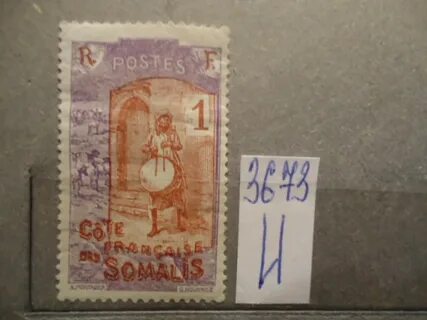 R. F.
POSTES
1
CÔTE
FRANÇAISE
DES SOMALIS
3673
И